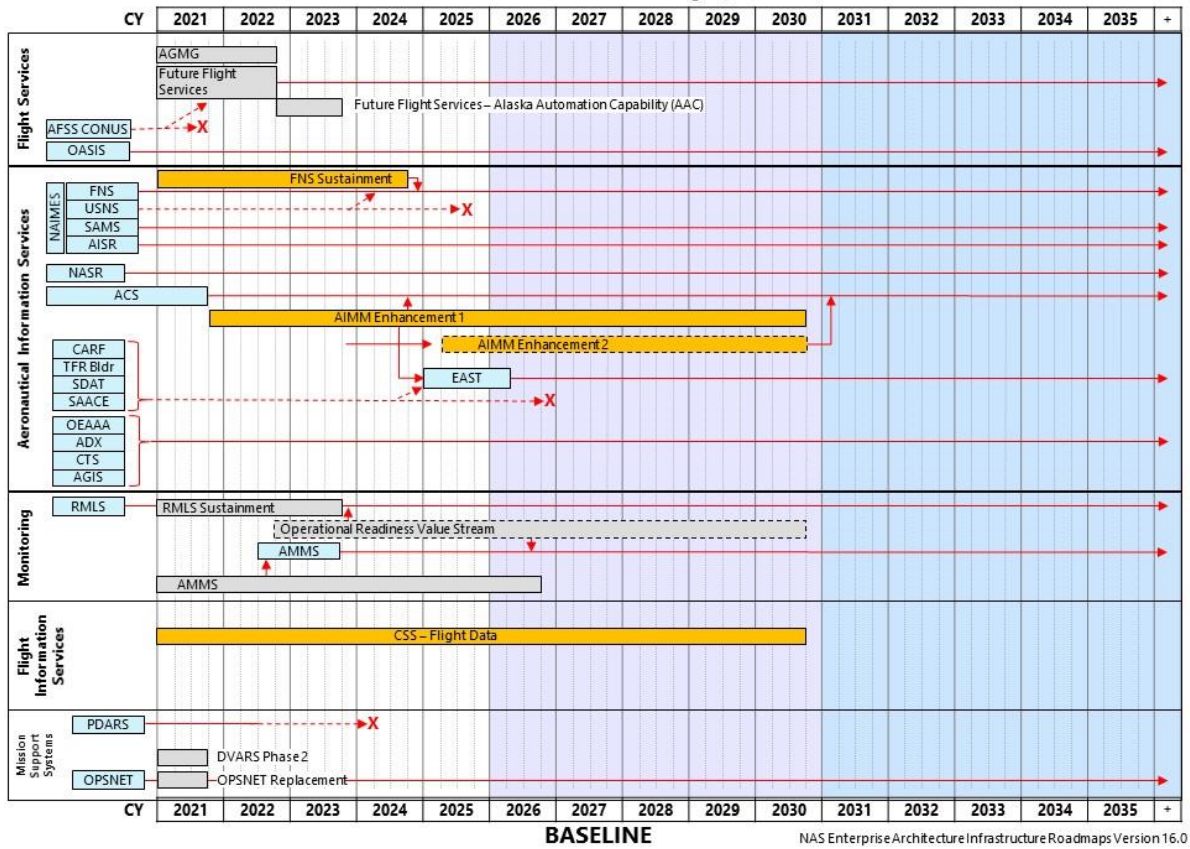 CY 2021 2022 2023 2024 2025 2026 2027 2028 2029 2030 2031 2032 2033 2034 2035 +
Flight Services
AGMG
Future Flight
Services
Future Flight Services – Alaska Automation Capability (AAC)
AFSS CONUS
X
OASIS
Aeronautical Information Services
FNS Sustainment
NAIMES
FNS
USNS
X
SAMS
AISR
NASR
ACS
AIMM Enhancement 1
AIMM Enhancement 2
CARF
TFR Bldr
SDAT
SAACE
EAST
X
OEAAA
ADX
CTS
AGIS
Monitoring
RMLS
RMLS Sustainment
Operational Readiness Value Stream
AMMS
AMMS
Flight
Information
Services
CSS – Flight Data
Mission
Support
Systems
PDARS
X
DVARS Phase 2
OPSNET
OPSNET Replacement
CY 2021 2022 2023 2024 2025 2026 2027 2028 2029 2030 2031 2032 2033 2034 2035 +
BASELINE
NAS Enterprise Architecture Infrastructure Roadmaps Version 16.0